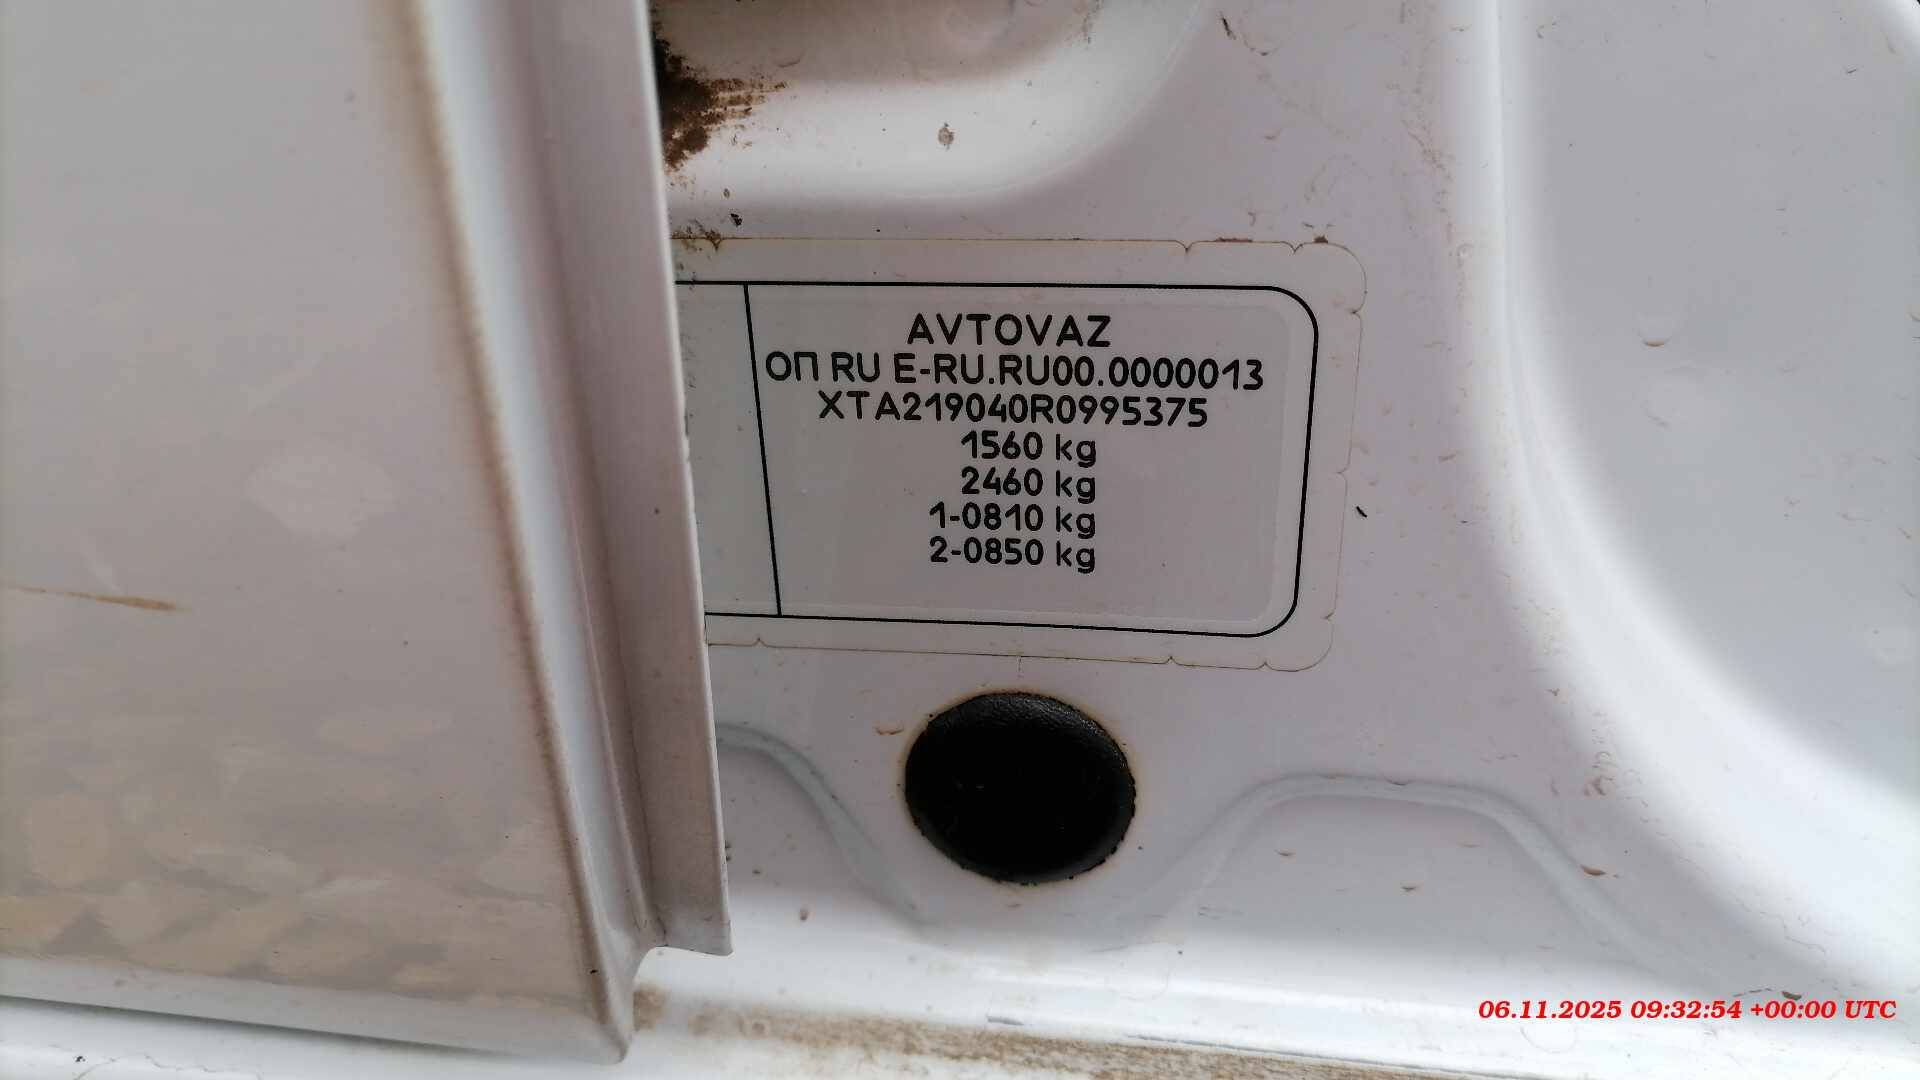 AVTOVAZ
ОП RU E-RU.RU00.0000013
XTA219040R0995375
1560 kg
2460 kg
1-0810 kg
2-0850 kg
06.11.2025 09:32:54 +00:00 UTC